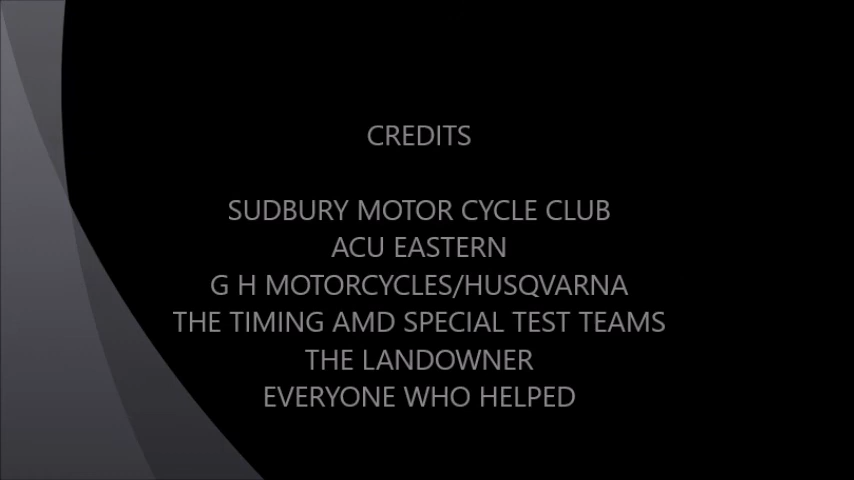 CREDITS
SUDBURY MOTOR CYCLE CLUB
ACU EASTERN
G H MOTORCYCLES/HUSQVARNA
THE TIMING AMD SPECIAL TEST TEAMS
THE LANDOWNER
EVERYONE WHO HELPED